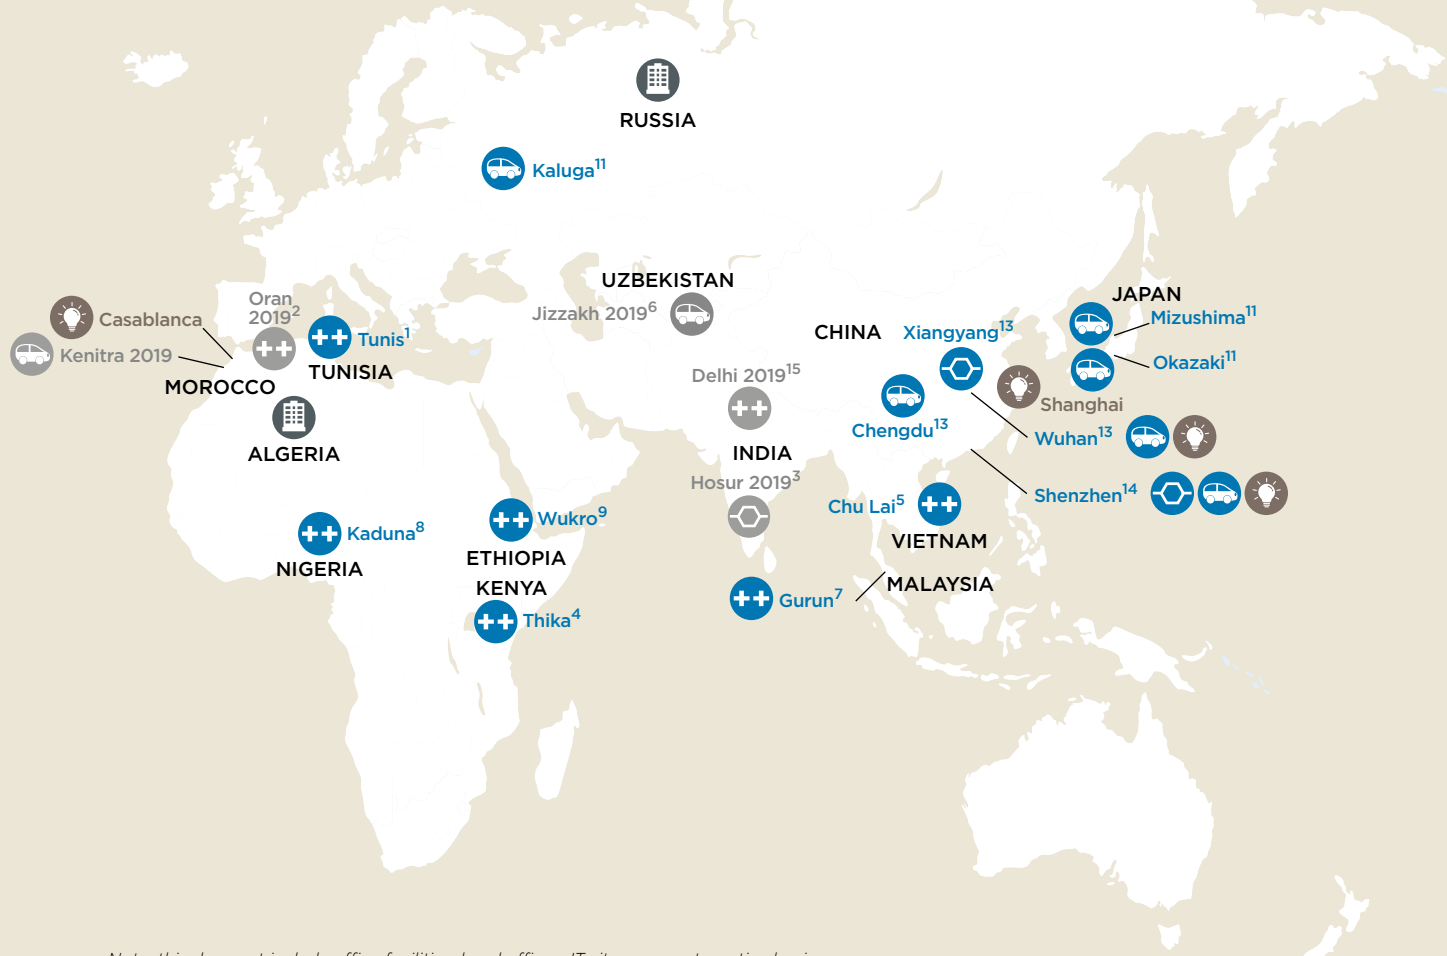 RUSSIA
Kaluga11
UZBEKISTAN
Jizzakh 20196
Oran
20192
Casablanca
Kenitra 2019
Tunis1
TUNISIA
MOROCCO
ALGERIA
JAPAN
Mizushima11
Okazaki11
CHINA
Xiangyang13
Shanghai
Chengdu13
Wuhan13
Shenzhen14
Delhi 201915
INDIA
Hosur 20193
Chu Lai5
VIETNAM
MALAYSIA
Gurun7
Kaduna8
NIGERIA
Wukro9
ETHIOPIA
KENYA
Thika4